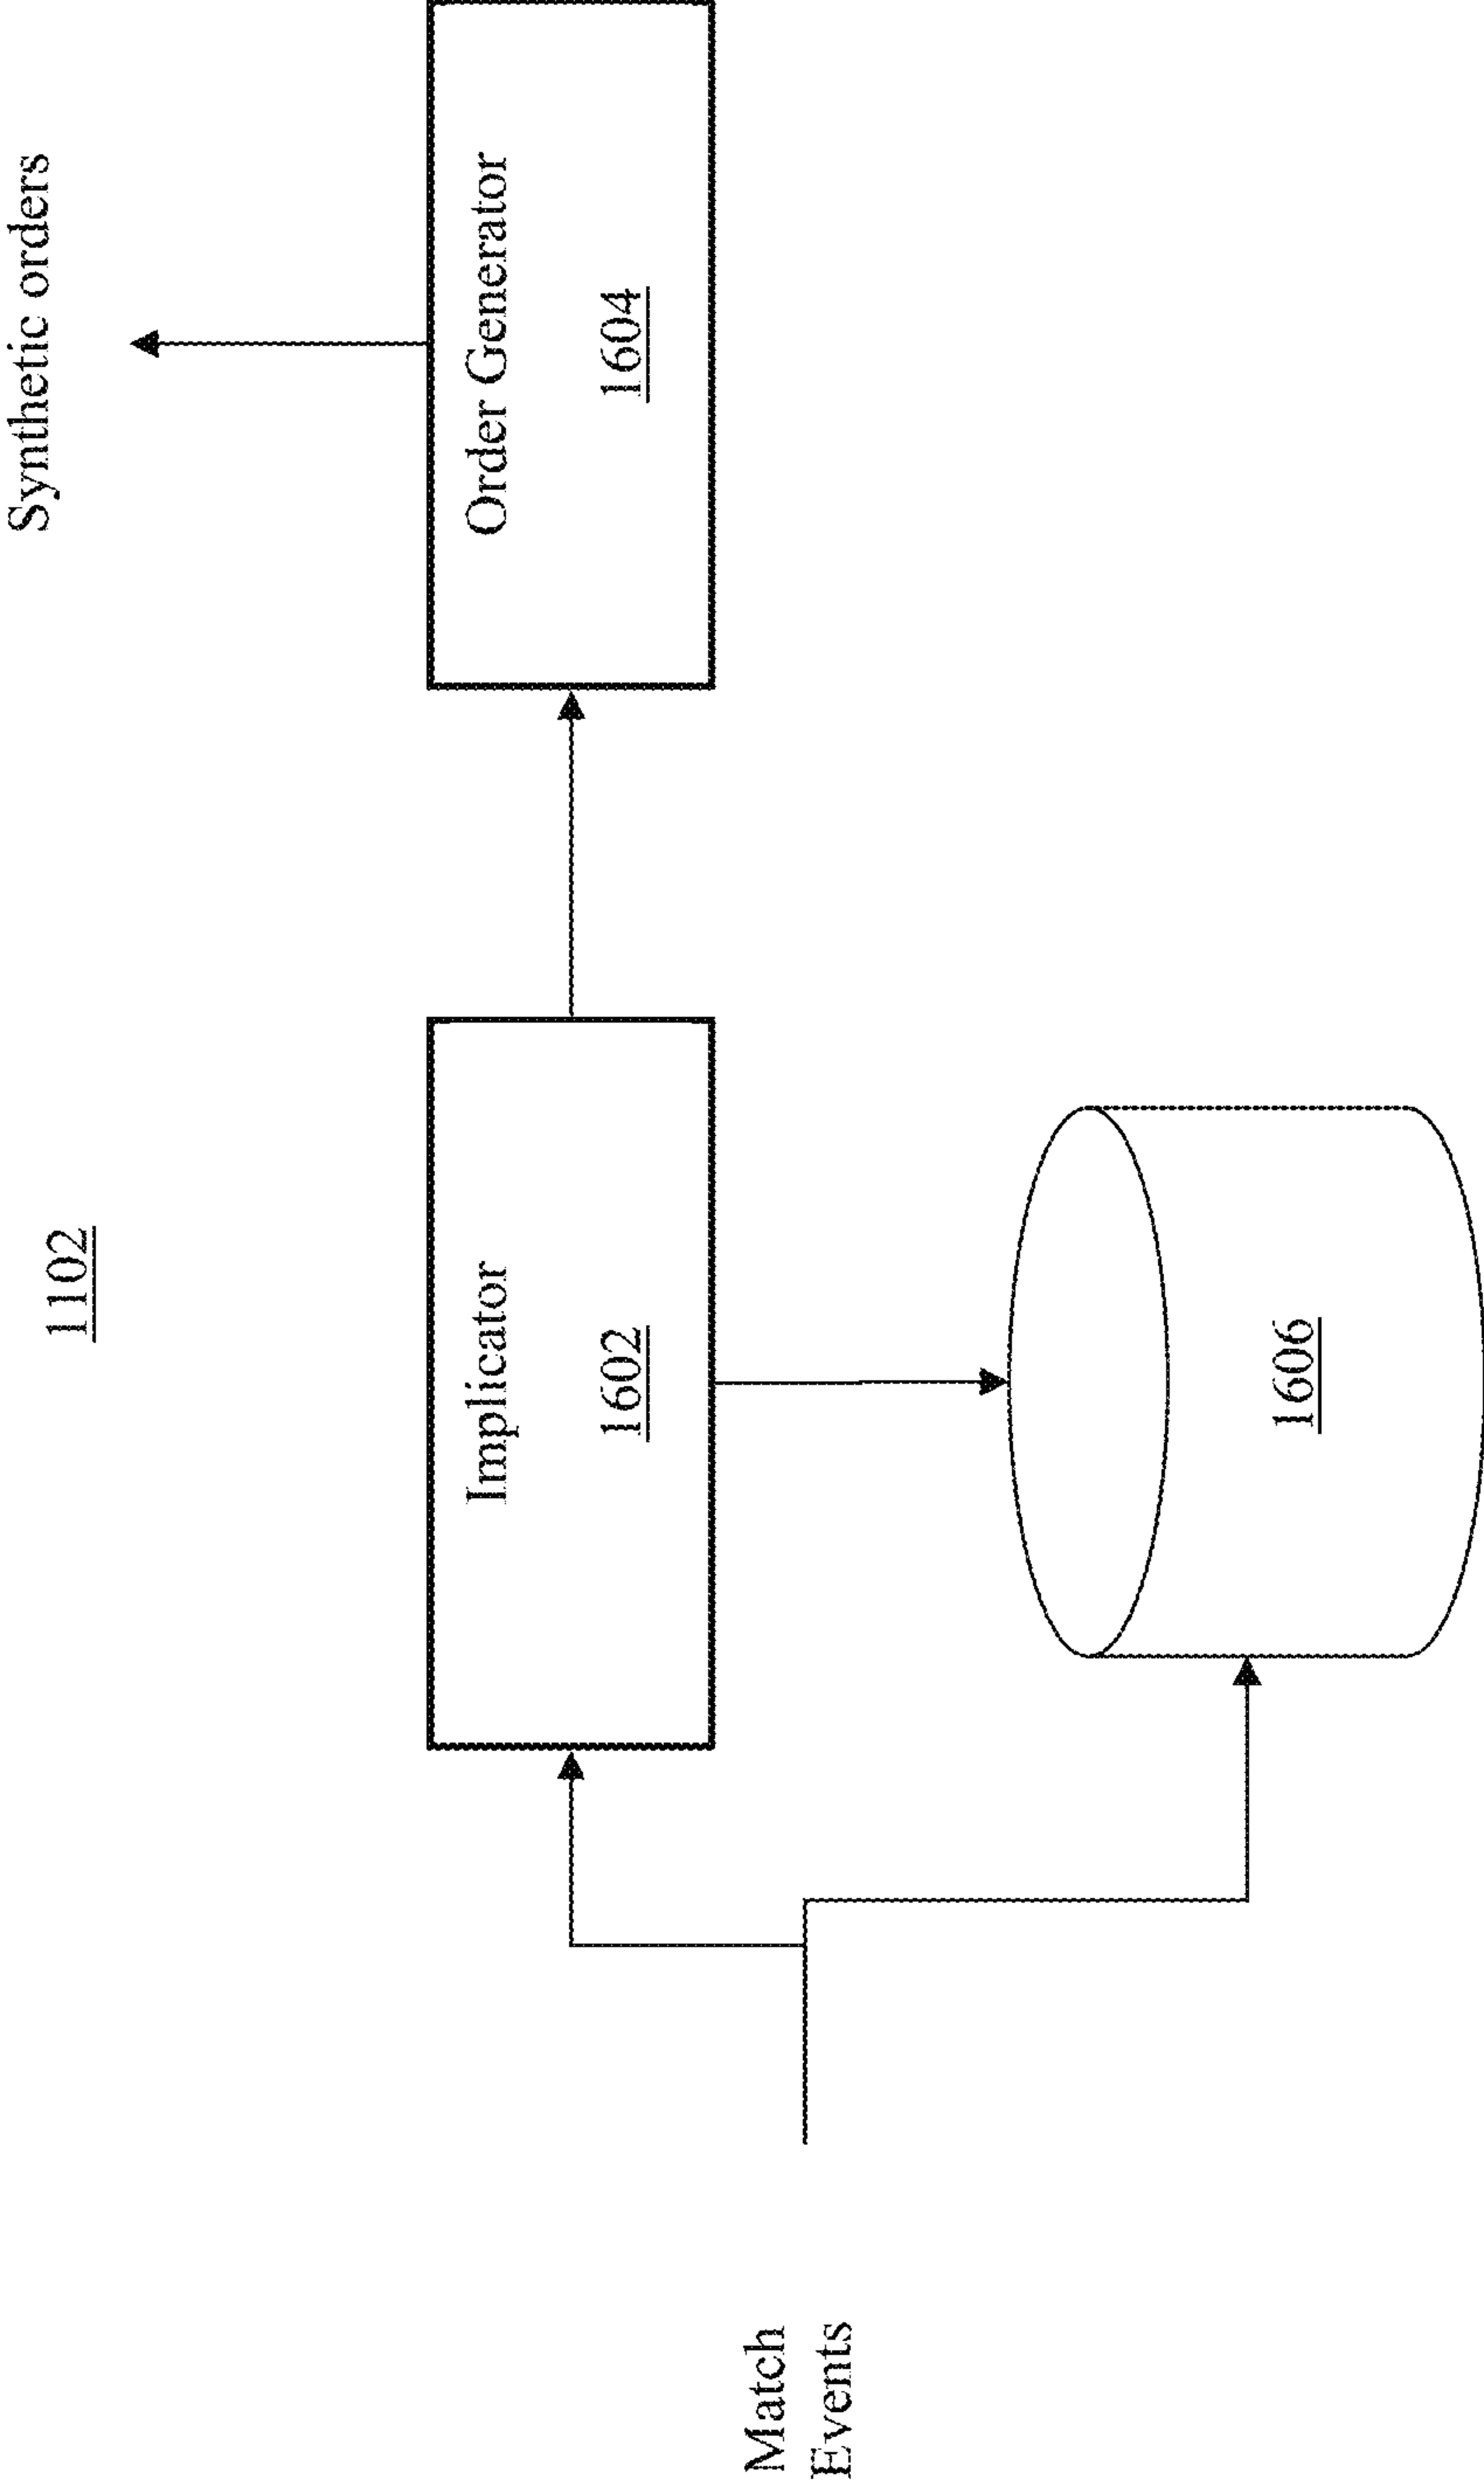 1102
Synthetic orders
Implicator
1602
Order Generator
1604
Match
Events
1606